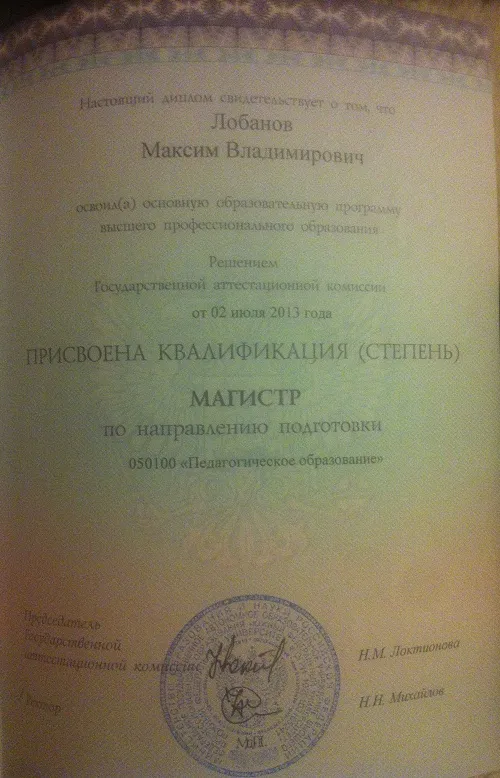 Настоящий диплом свидетельствует о том, что
Лобанов
Максим Владимирович
освоил(а) основную образовательную программу
высшего профессионального образования
Решением
Государственной аттестационной комиссии
от 02 июля 2013 года
ПРИСВОЕНА КВАЛИФИКАЦИЯ (СТЕПЕНЬ)
МАГИСТР
по направлению подготовки
050100 «Педагогическое образование»
Председатель
Государственной
аттестационной комиссии
Н.М. Локтионова
Ректор
Н.Н. Михайлов
М.П.